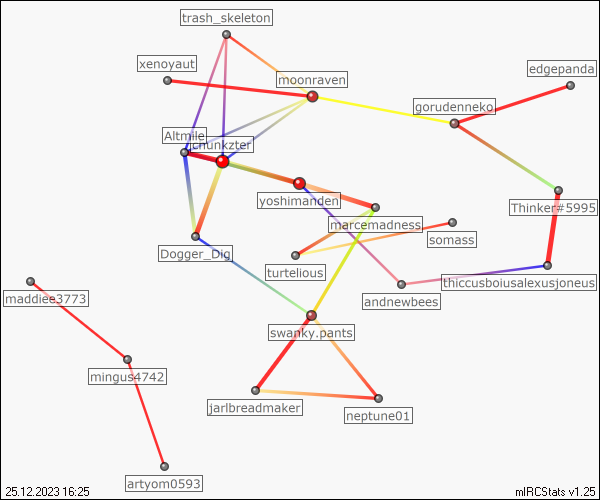 trash_skeleton
xenoyaut
edgepanda
moonraven
gorudenneko
Altmile
chunkzter
yoshimanden
Thinker#5995
marcemadness
somass
Dogger_Dig
turtelious
thiccusboiusalexusjoneus
maddiee3773
andnewbees
swanky.pants
mingus4742
jarlbreadmaker
neptune01
artyom0593
25.12.2023 16:25
mIRCStats v1.25